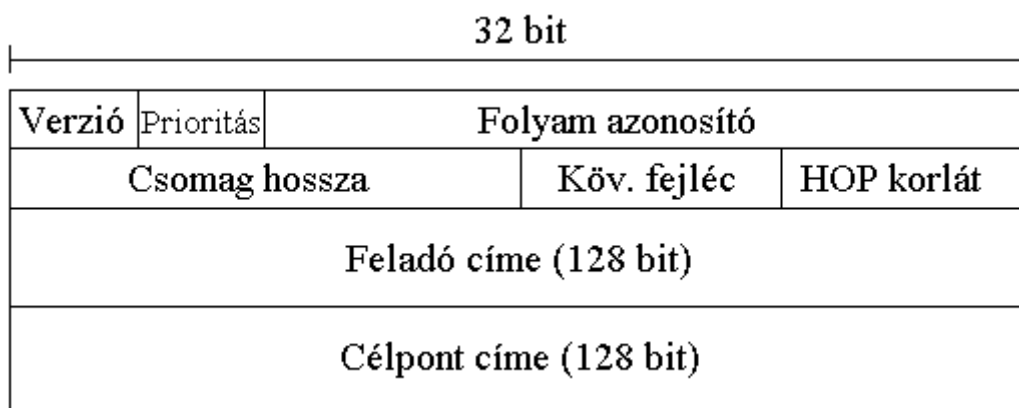 32 bit
Verzió Prioritás Folyam azonosító
Csomag hossza Köv. fejléc HOP korlát
Feladó címe (128 bit)
Célpont címe (128 bit)